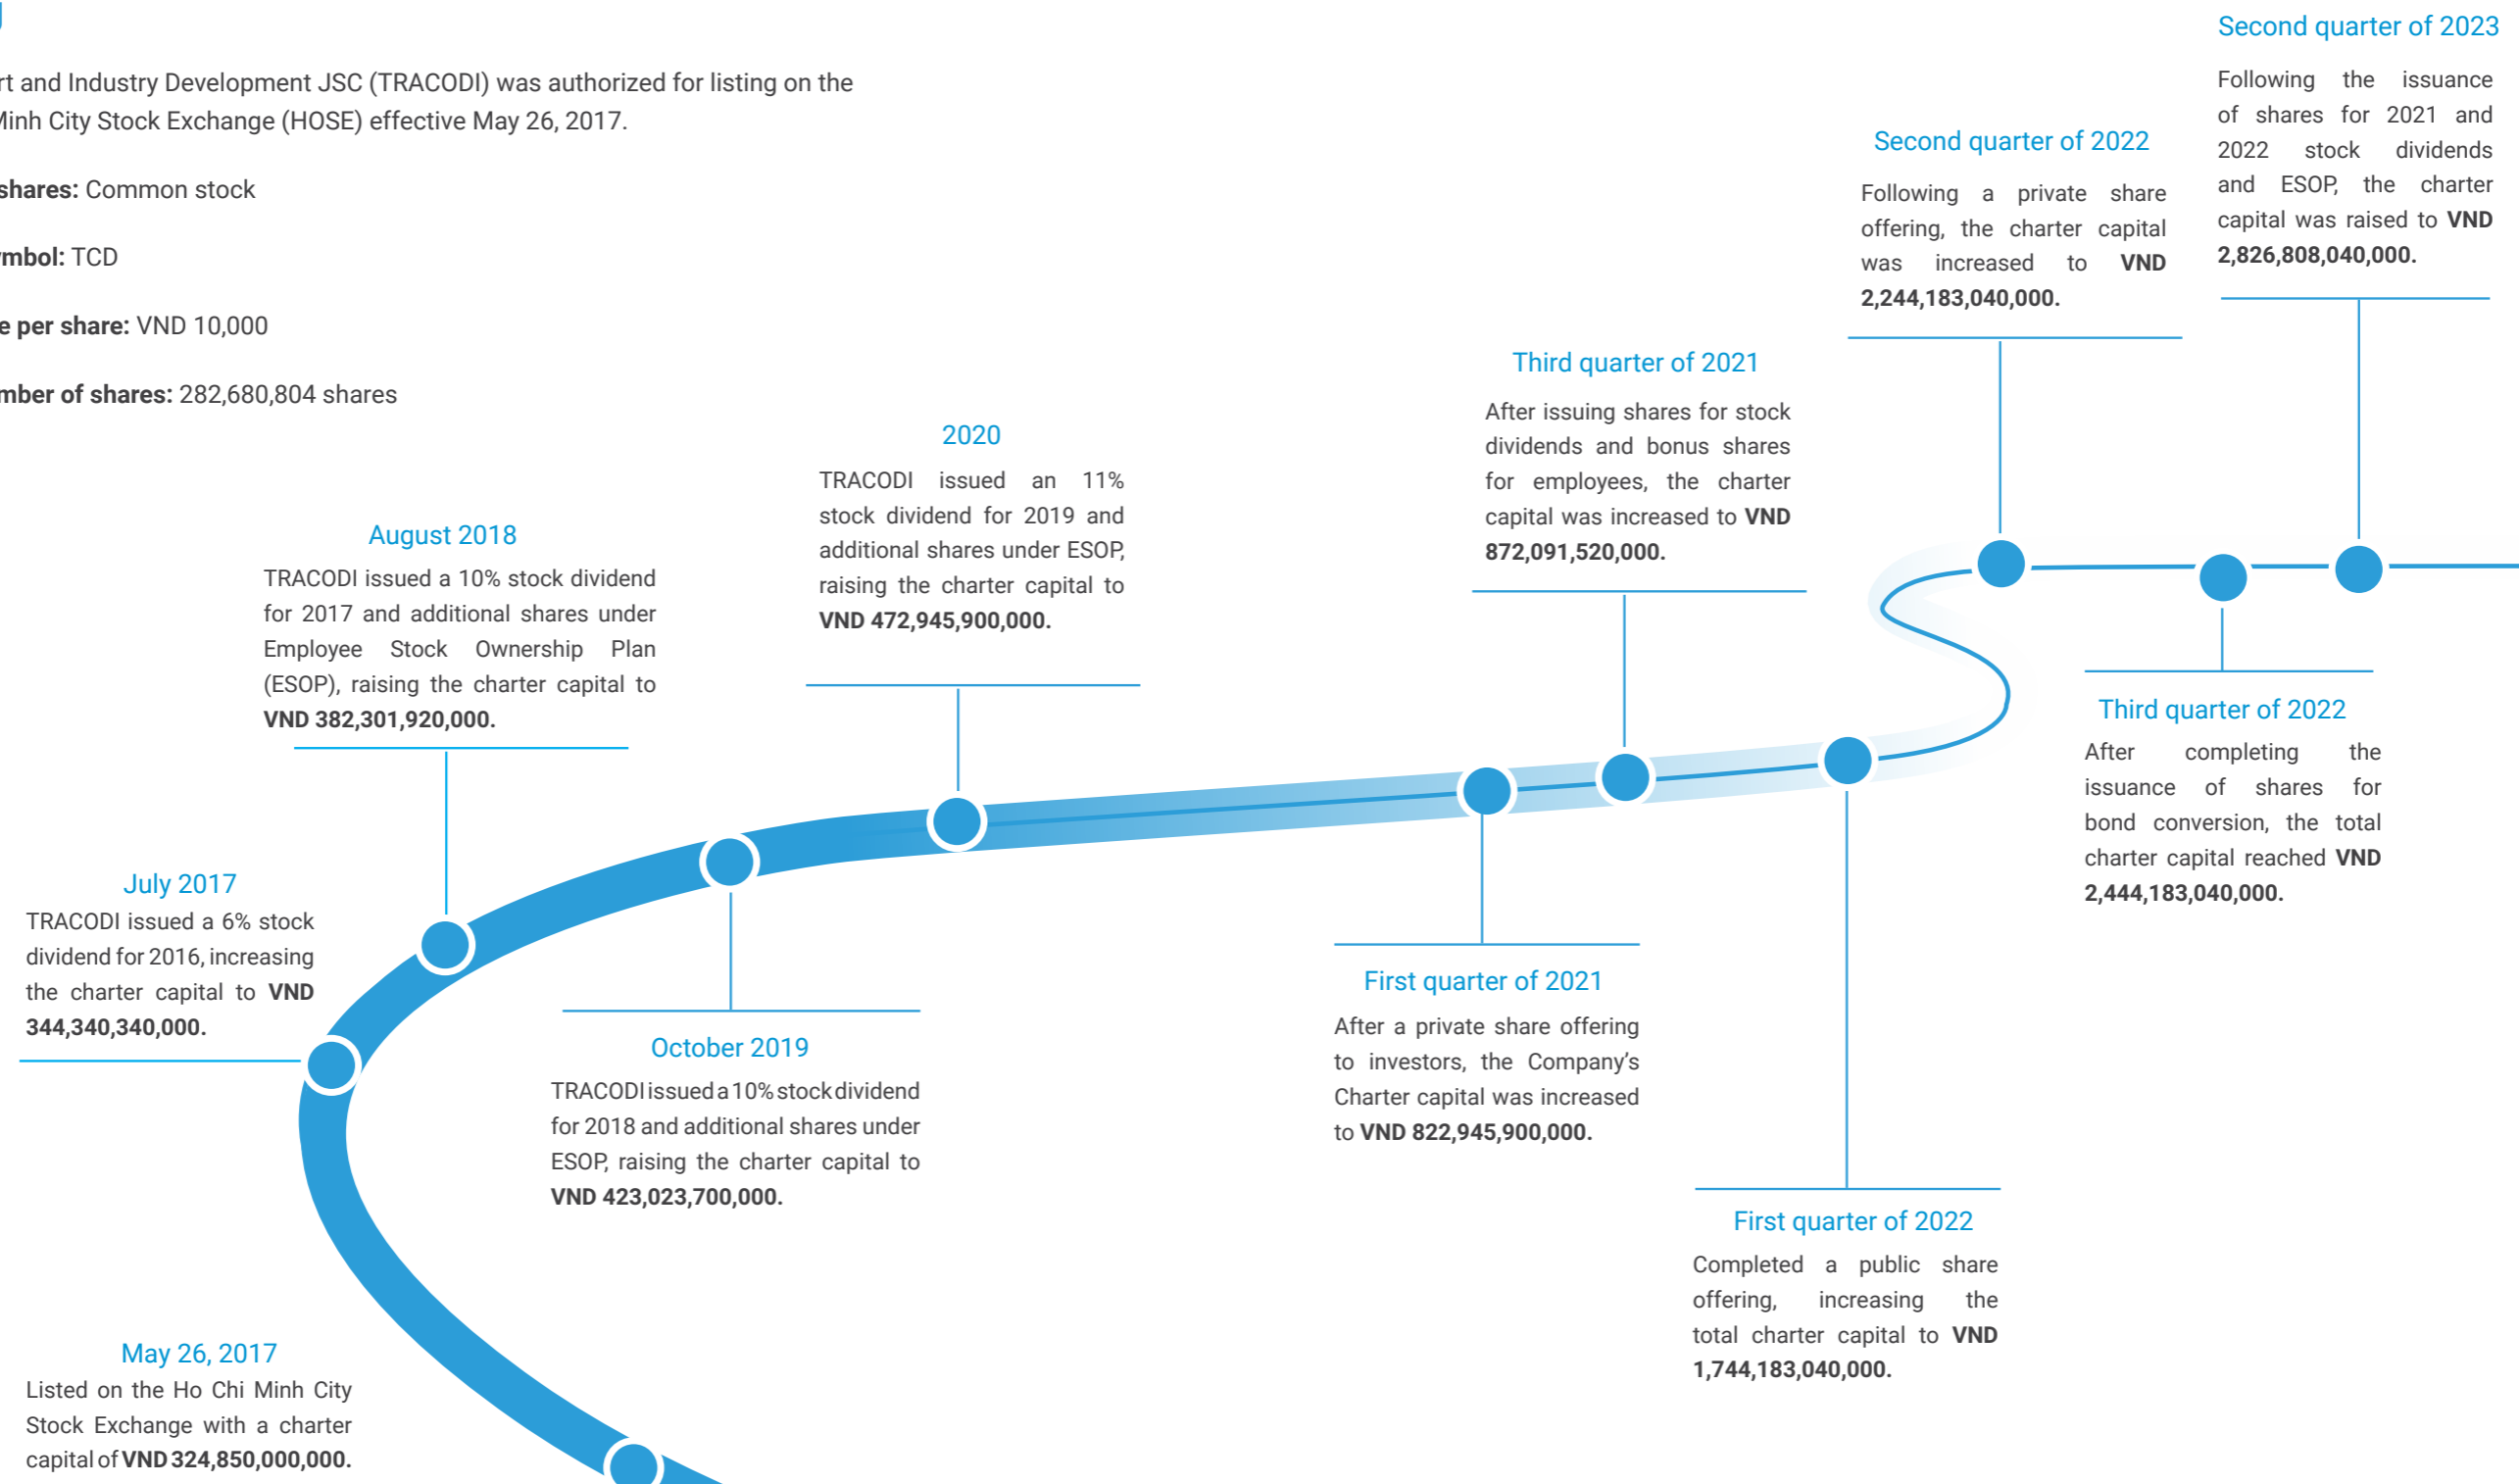 and Industry Development JSC (TRACODI) was authorized for listing on the
Minh City Stock Exchange (HOSE) effective May 26, 2017.
shares: Common stock
TCD
per share: VND 10,000
of shares: 282,680,804 shares
Second quarter of 2023
Following the issuance
of shares for 2021 and
2022 stock dividends
and ESOP, the charter
capital was raised to VND
2,826,808,040,000.
Second quarter of 2022
Following a private share
offering, the charter capital
was increased to VND
2,244,183,040,000.
Third quarter of 2021
After issuing shares for stock
dividends and bonus shares
for employees, the charter
capital was increased to VND
872,091,520,000.
2020
TRACODI issued an 11%
stock dividend for 2019 and
additional shares under ESOP,
raising the charter capital to
VND 472,945,900,000.
August 2018
TRACODI issued a 10% stock dividend
for 2017 and additional shares under
Employee Stock Ownership Plan
(ESOP), raising the charter capital to
VND 382,301,920,000.
July 2017
TRACODI issued a 6% stock
dividend for 2016, increasing
the charter capital to VND
344,340,340,000.
October 2019
TRACODI issued a 10% stock dividend
for 2018 and additional shares under
ESOP, raising the charter capital to
VND 423,023,700,000.
First quarter of 2021
After a private share offering
to investors, the Company’s
Charter capital was increased
to VND 822,945,900,000.
Third quarter of 2022
After completing the
issuance of shares for
bond conversion, the total
charter capital reached VND
2,444,183,040,000.
First quarter of 2022
Completed a public share
offering, increasing the
total charter capital to VND
1,744,183,040,000.
May 26, 2017
Listed on the Ho Chi Minh City
Stock Exchange with a charter
capital of VND 324,850,000,000.